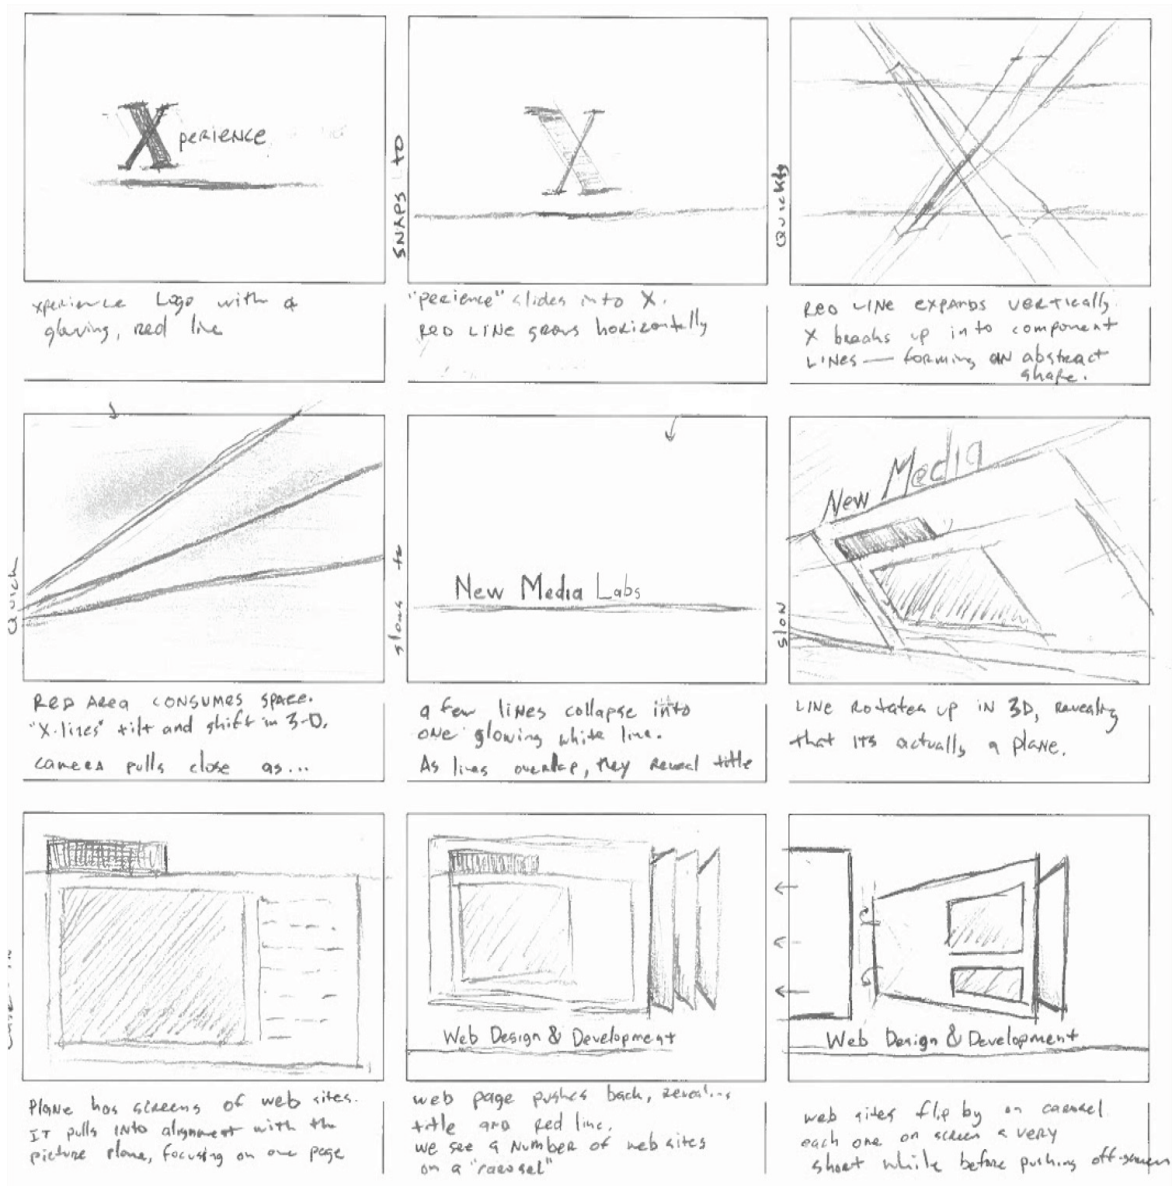 Xperience
SNAPS to
Quickly
xperience Logo with a
glowing, red line
"perience" slides into X.
RED LINE grows horizontally
RED LINE EXPANDS VERTICALLY.
X breaks up into component
LINES — forming AN abstract
shape.
Quick
slows to
New Media Labs
slow
New Media
RED AREA CONSUMES SPACE.
"X-lines" tilt and shift in 3-D.
camera pulls close as...
a few lines collapse into
one glowing white line.
As lines overlap, they reveal title
LINE Rotates up IN 3D, revealing
that its actually a plane.
Web Design & Development
Web Design & Development
Plane has screens of web sites.
IT pulls INTO alignment with the
picture plane, focusing on one page
web page pushes back, revealing
title and Red line.
we see a Number of web sites
on a "carosel"
web sites flip by on carosel.
each one on screen a very
short while before pushing off-screen